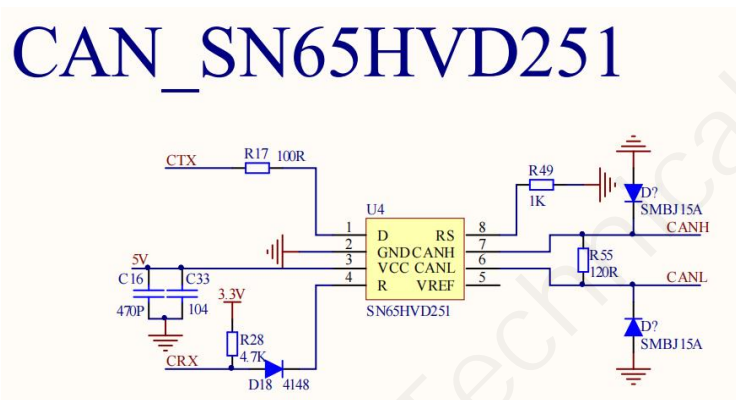 CAN_SN65HVD251
CTX
R17 100R
R49
1K
D?
SMBJ15A
U4
1 D RS 8
2 GND CANH 7
3 VCC CANL 6
4 R VREF 5
SN65HVD251
CANH
R55
120R
CANL
D?
SMBJ15A
5V
C16
470P
C33
104
3.3V
R28
4.7K
CRX
D18 4148
Technical